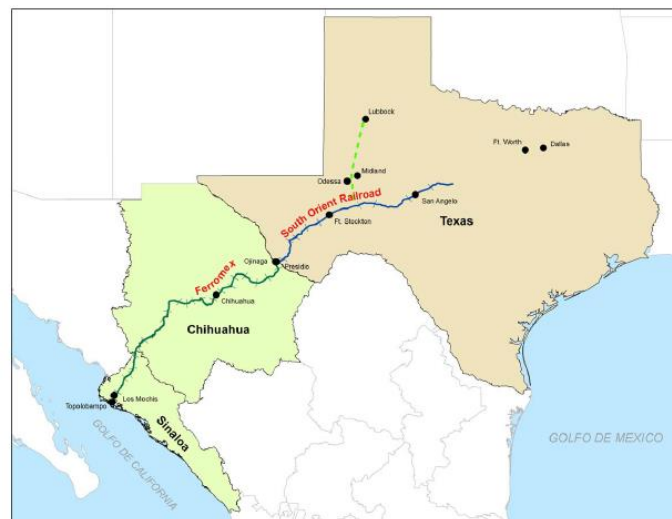 Lubbock
Ft. Worth
Dallas
Midland
Odessa
South Orient Railroad
San Angelo
Ft. Stockton
Texas
Ojinaga
Presidio
Ferromex
Chihuahua
Chihuahua
Los Mochis
Topolobampo
Sinaloa
GOLFO DE CALIFORNIA
GOLFO DE MEXICO